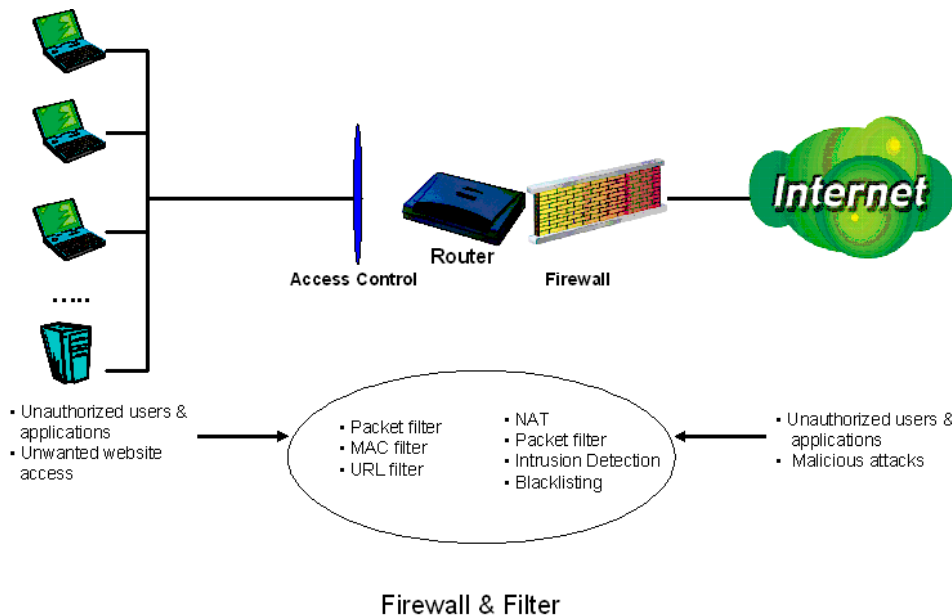 Internet
Router
Access Control
Firewall
.....
▪ Unauthorized users &
applications
▪ Unwanted website
access
▪ Packet filter
▪ MAC filter
▪ URL filter
▪ NAT
▪ Packet filter
▪ Intrusion Detection
▪ Blacklisting
▪ Unauthorized users &
applications
▪ Malicious attacks
Firewall & Filter